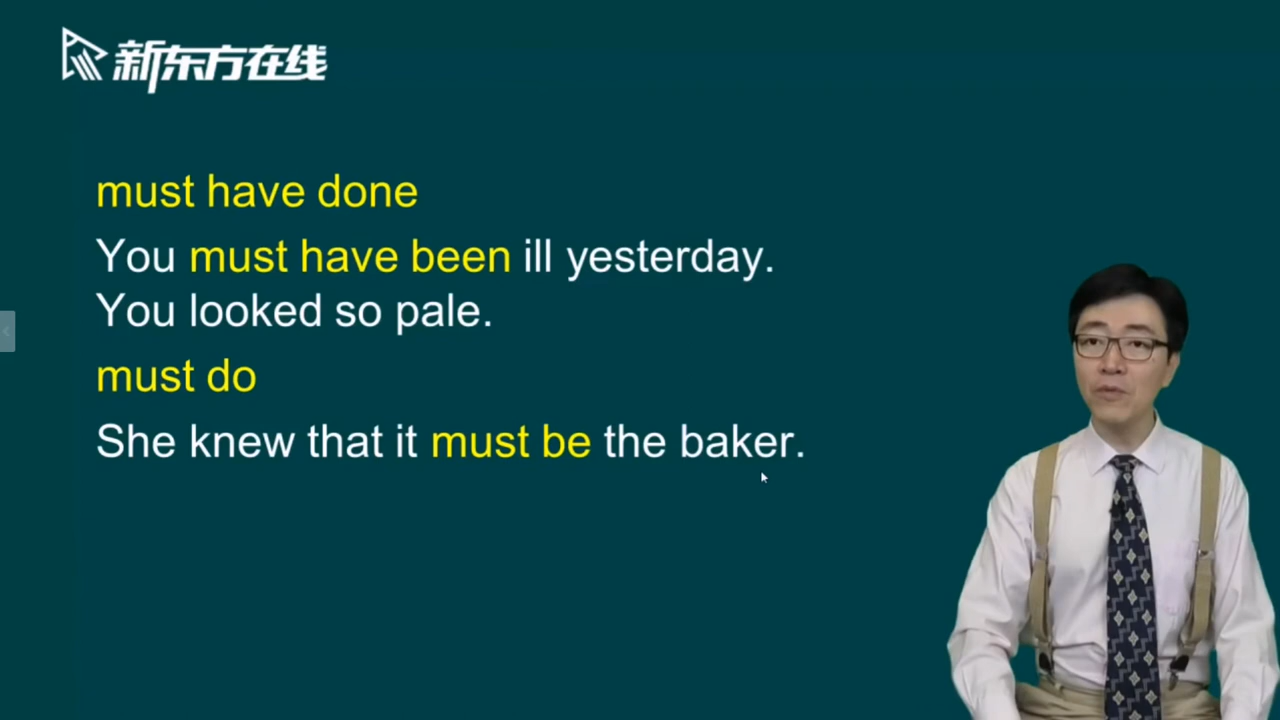 新东方在线
must have done
You must have been ill yesterday.
You looked so pale.
must do
She knew that it must be the baker.